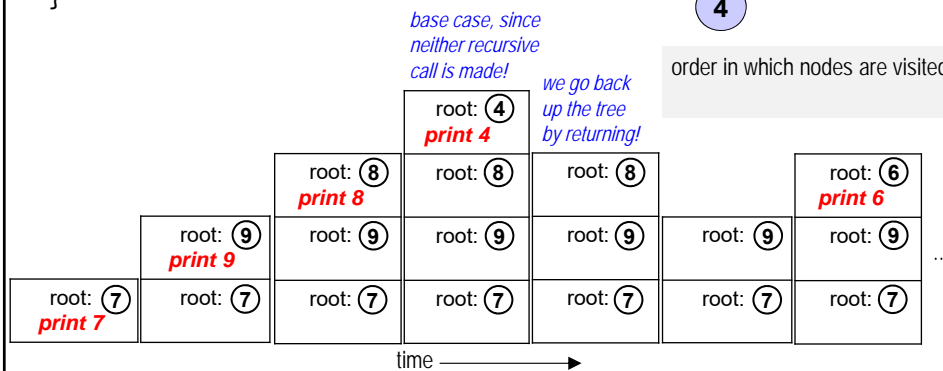 }
4
base case, since
neither recursive
call is made!
order in which nodes are visited
we go back
up the tree
by returning!
root: 4
print 4
root: 8
print 8
root: 8
root: 8
root: 6
print 6
root: 9
print 9
root: 9
root: 9
root: 9
root: 9
root: 9
root: 7
print 7
root: 7
root: 7
root: 7
root: 7
root: 7
root: 7
..
time